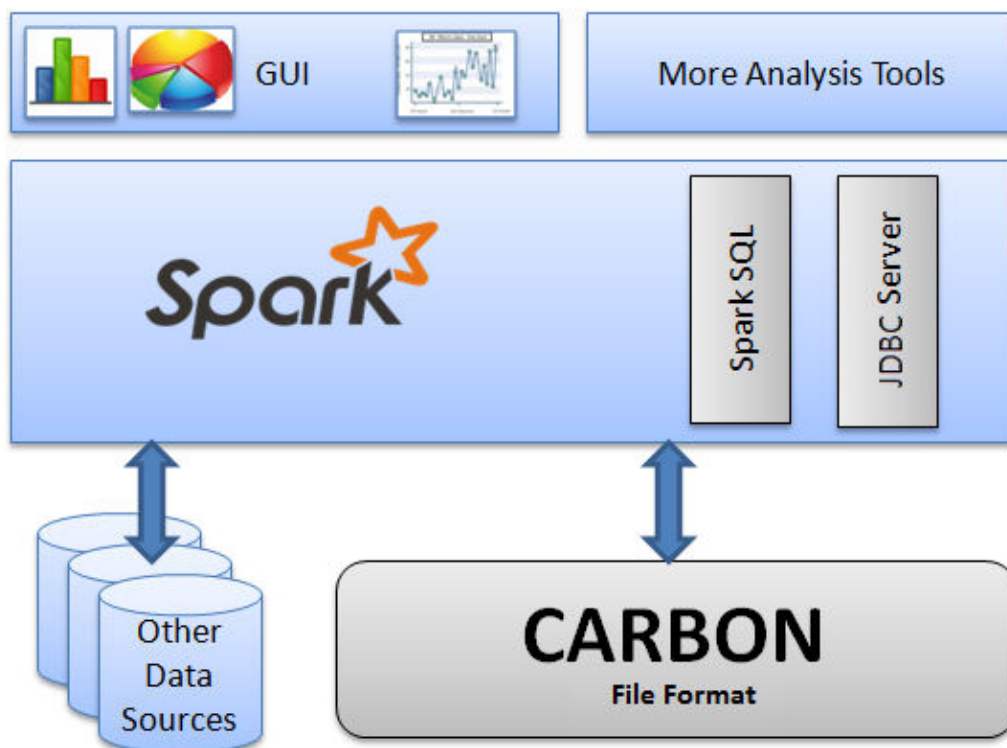 GUI
More Analysis Tools
Spark
Spark SQL
JDBC Server
Other
Data
Sources
CARBON
File Format